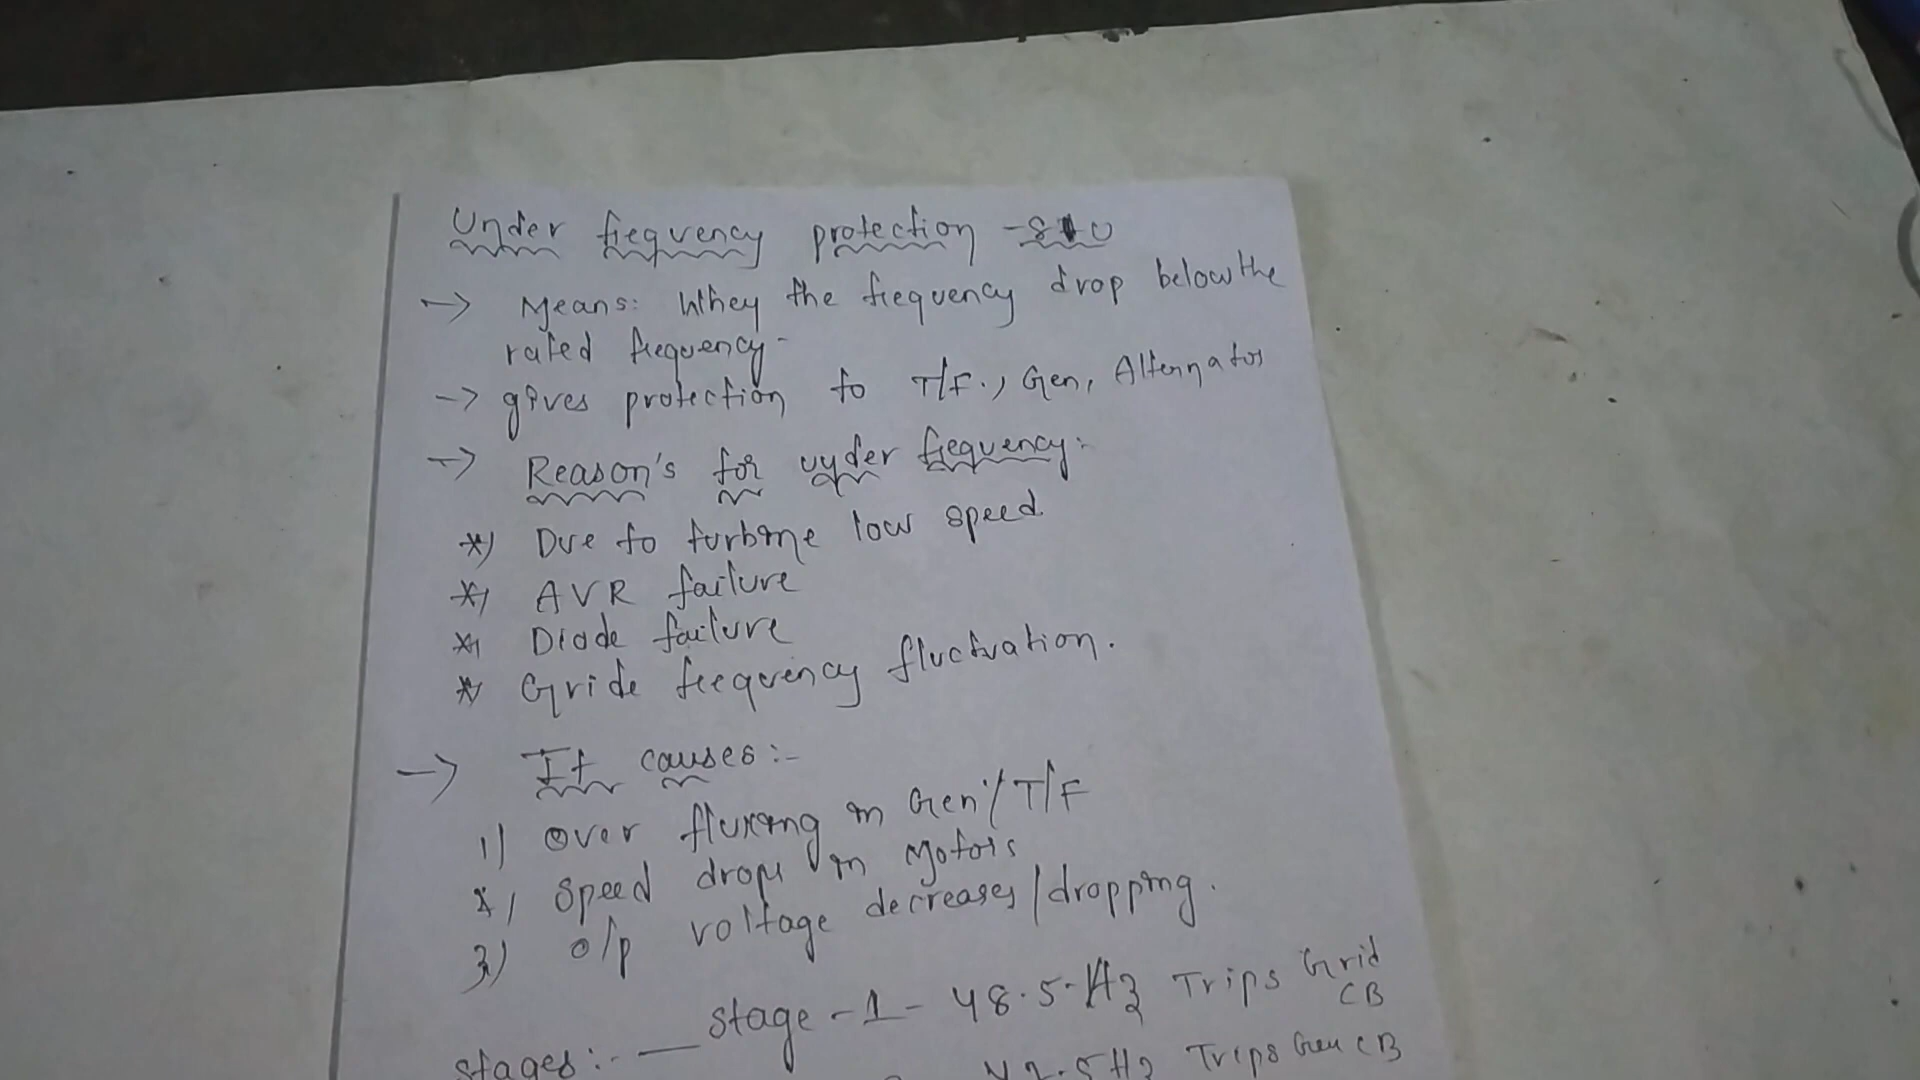 Under frequency protection - 81U
-> Means: When the frequency drop below the
rated frequency-
-> gives protection to T/F., Gen, Alternator
-> Reason's for under frequency:-
*) Due to turbine low speed.
*) AVR failure
*) Diode failure
* Gride frequency fluctuation.
-> It causes :-
1) Over fluxing in Gen'/T/F
2) Speed drops in Motors
3) o/p voltage decreases/dropping.
stage - 1 - 48.5-Hz Trips Grid
CB
stages :- —
Hz Trips Gen CB